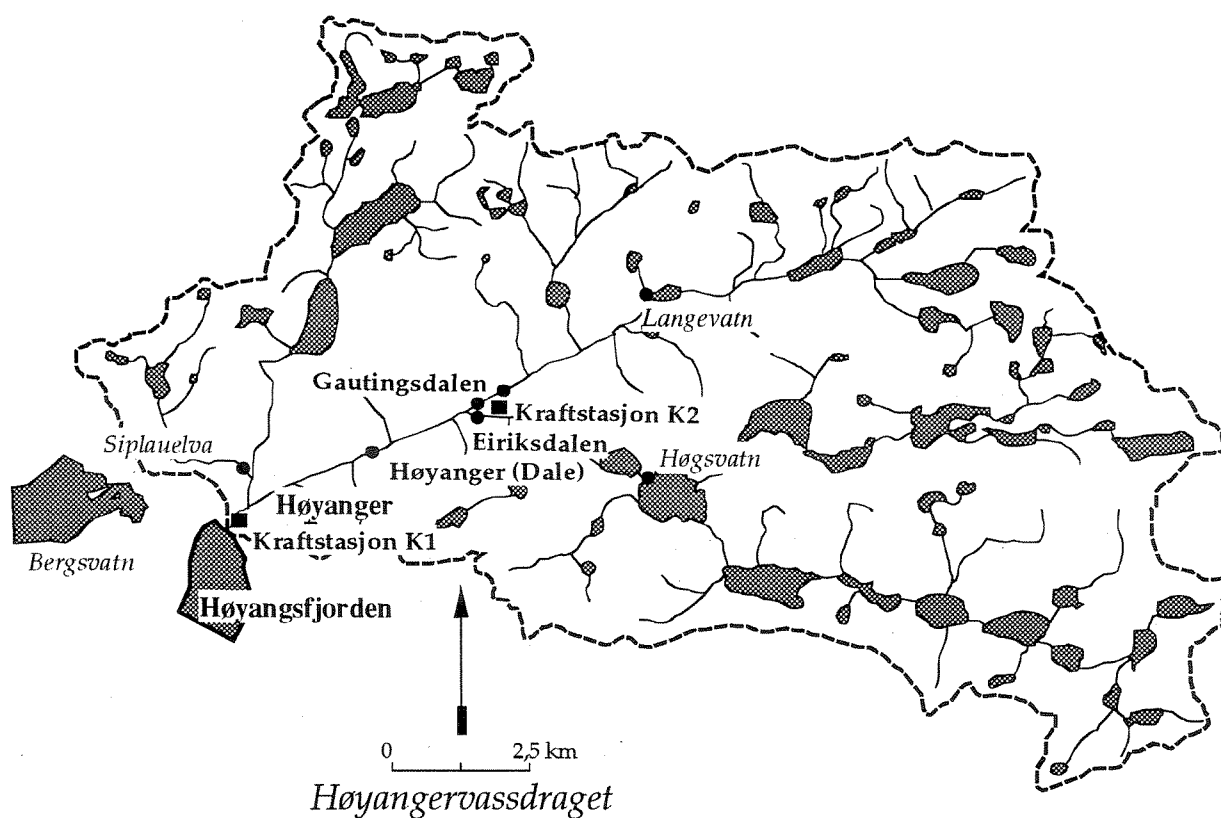 Langevatn
Gautingsdalen
Kraftstasjon K2
Eiriksdalen
Siplauelva
Høyanger (Dale)
Høgsvatn
Høyanger
Kraftstasjon K1
Bergsvatn
Høyangsfjorden
0 2,5 km
Høyangervassdraget